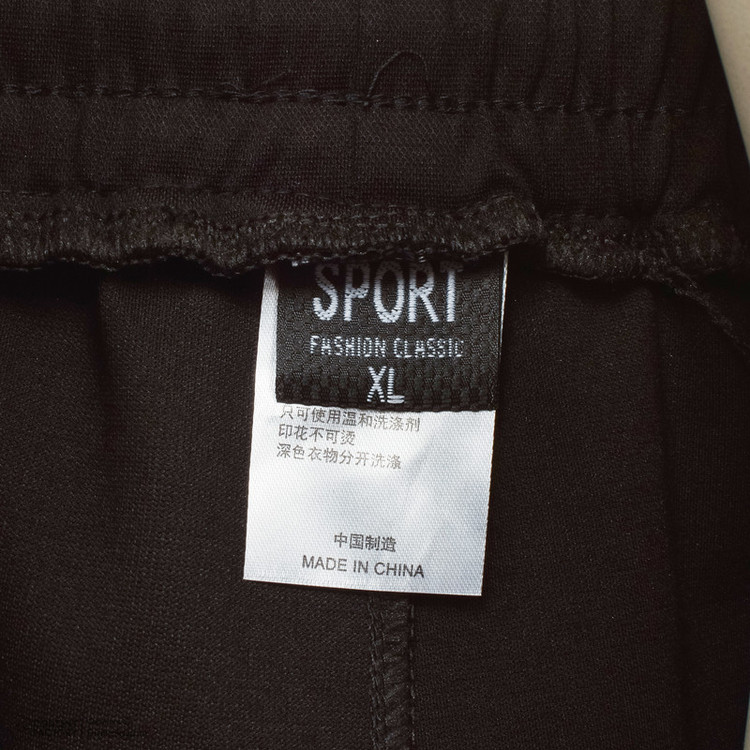 SPORT
FASHION CLASSIC
XL
只可使用温和洗涤剂
印花不可烫
深色衣物分开洗涤
中国制造
MADE IN CHINA